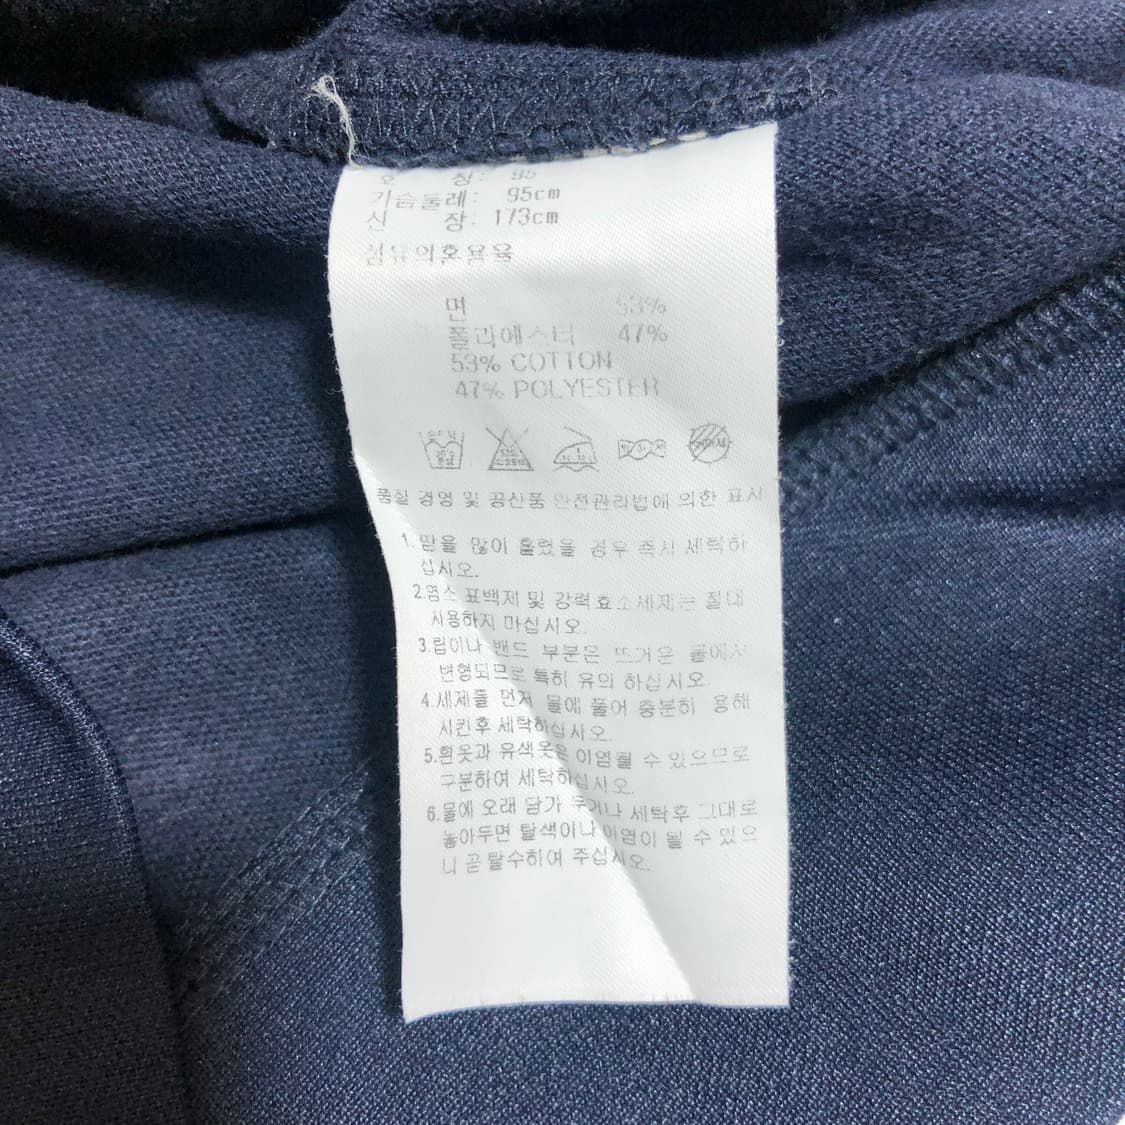 호 칭: 95
가슴둘레: 95cm
신 장: 173cm
섬유의혼용율
면 53%
폴리에스터 47%
53% COTTON
47% POLYESTER
품질 경영 및 공산품 안전관리법에 의한 표시
1.땀을 많이 흘렸을 경우 즉시 세탁하
십시오.
2.염소 표백제 및 강력효소세제는 절대
사용하지 마십시오.
3.립이나 밴드 부분은 뜨거운 물에서
변형되므로 특히 유의 하십시오.
4.세제를 먼저 물에 풀어 충분히 용해
시킨후 세탁하십시오.
5.흰옷과 유색옷은 이염될 수 있으므로
구분하여 세탁하십시오.
6.물에 오래 담가 두거나 세탁후 그대로
놓아두면 탈색이나 이염이 될 수 있으
니 곧 탈수하여 주십시오.